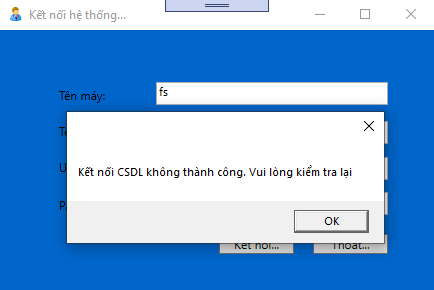 Kết nối hệ thống...
Tên máy:
fs
Kết nối CSDL không thành công. Vui lòng kiểm tra lại
OK
Kết nối...
Thoát...